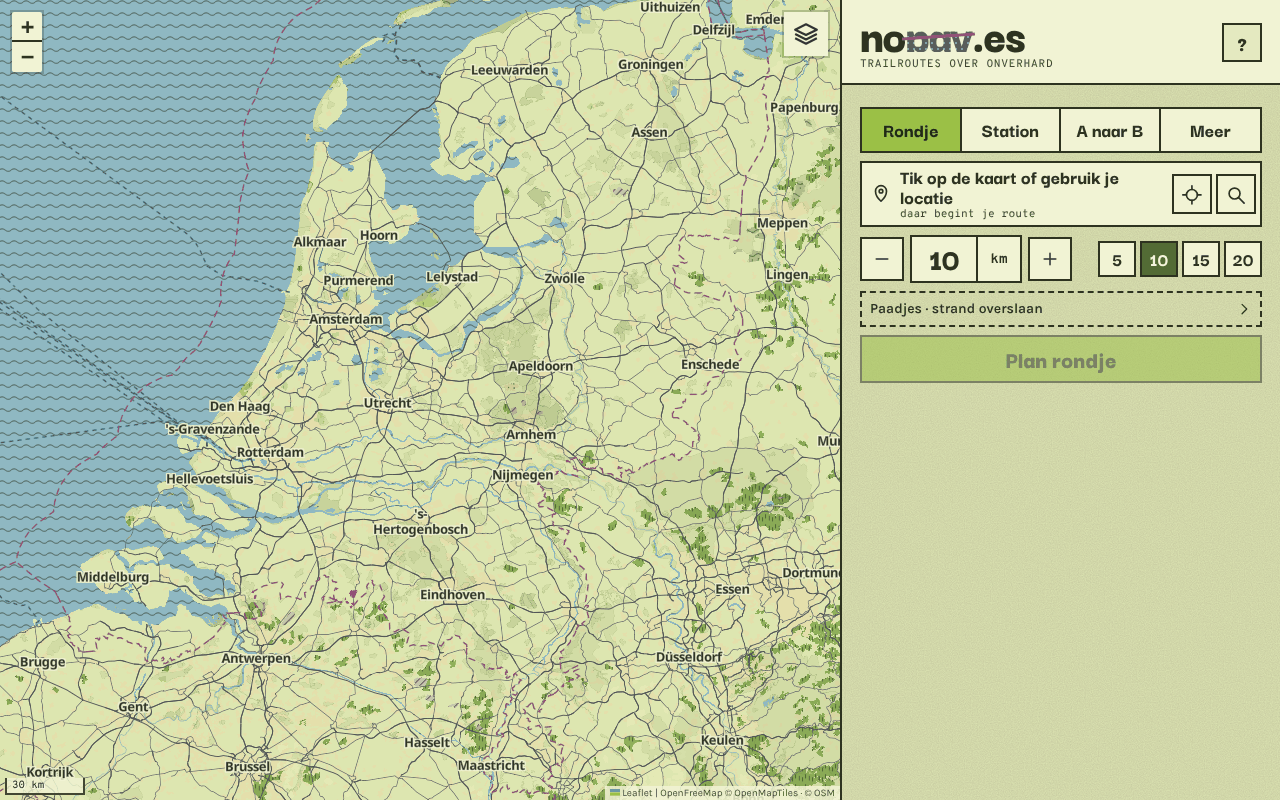 +
−
Uithuizen
Emder
Delfzijl
Leeuwarden
Groningen
Papenburg
Assen
Meppen
Hoorn
Alkmaar
Lelystad
Lingen
Purmerend
Zwolle
Amsterdam
Apeldoorn
Enschede
Den Haag
Utrecht
's-Gravenzande
Arnhem
Mur
Rotterdam
Hellevoetsluis
Nijmegen
's-
Hertogenbosch
Middelburg
Dortmund
Eindhoven
Essen
Brugge
Antwerpen
Düsseldorf
Gent
Hasselt
Keulen
Brussel
Maastricht
Kortrijk
30 km
Leaflet | OpenFreeMap © OpenMapTiles · © OSM
nopav.es
TRAILROUTES OVER ONVERHARD
?
Rondje Station A naar B Meer
Tik op de kaart of gebruik je
locatie
daar begint je route
− 10 km + 5 10 15 20
Paadjes · strand overslaan
Plan rondje